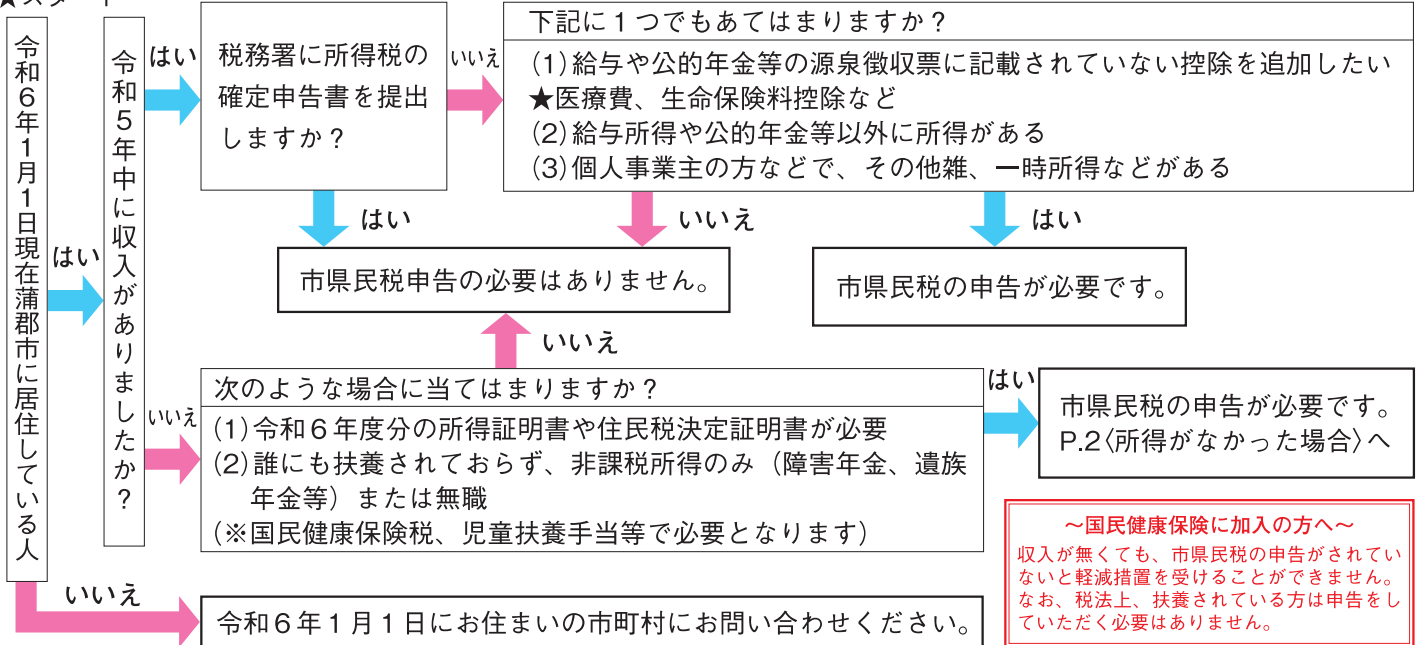 ★スタート
令和6年1月1日現在蒲郡市に居住している人
はい
令和5年中に収入がありましたか？
はい
税務署に所得税の
確定申告書を提出
しますか？
いいえ
下記に1つでもあてはまりますか？
(1)給与や公的年金等の源泉徴収票に記載されていない控除を追加したい
★医療費、生命保険料控除など
(2)給与所得や公的年金等以外に所得がある
(3)個人事業主の方などで、その他雑、一時所得などがある
はい
いいえ
はい
市県民税申告の必要はありません。
市県民税の申告が必要です。
いいえ
いいえ
次のような場合に当てはまりますか？
(1)令和6年度分の所得証明書や住民税決定証明書が必要
(2)誰にも扶養されておらず、非課税所得のみ（障害年金、遺族
年金等）または無職
(※国民健康保険税、児童扶養手当等で必要となります)
はい
市県民税の申告が必要です。
P.2〈所得がなかった場合〉へ
～国民健康保険に加入の方へ～
収入が無くても、市県民税の申告がされてい
ないと軽減措置を受けることができません。
なお、税法上、扶養されている方は申告をし
ていただく必要はありません。
いいえ
令和6年1月1日にお住まいの市町村にお問い合わせください。